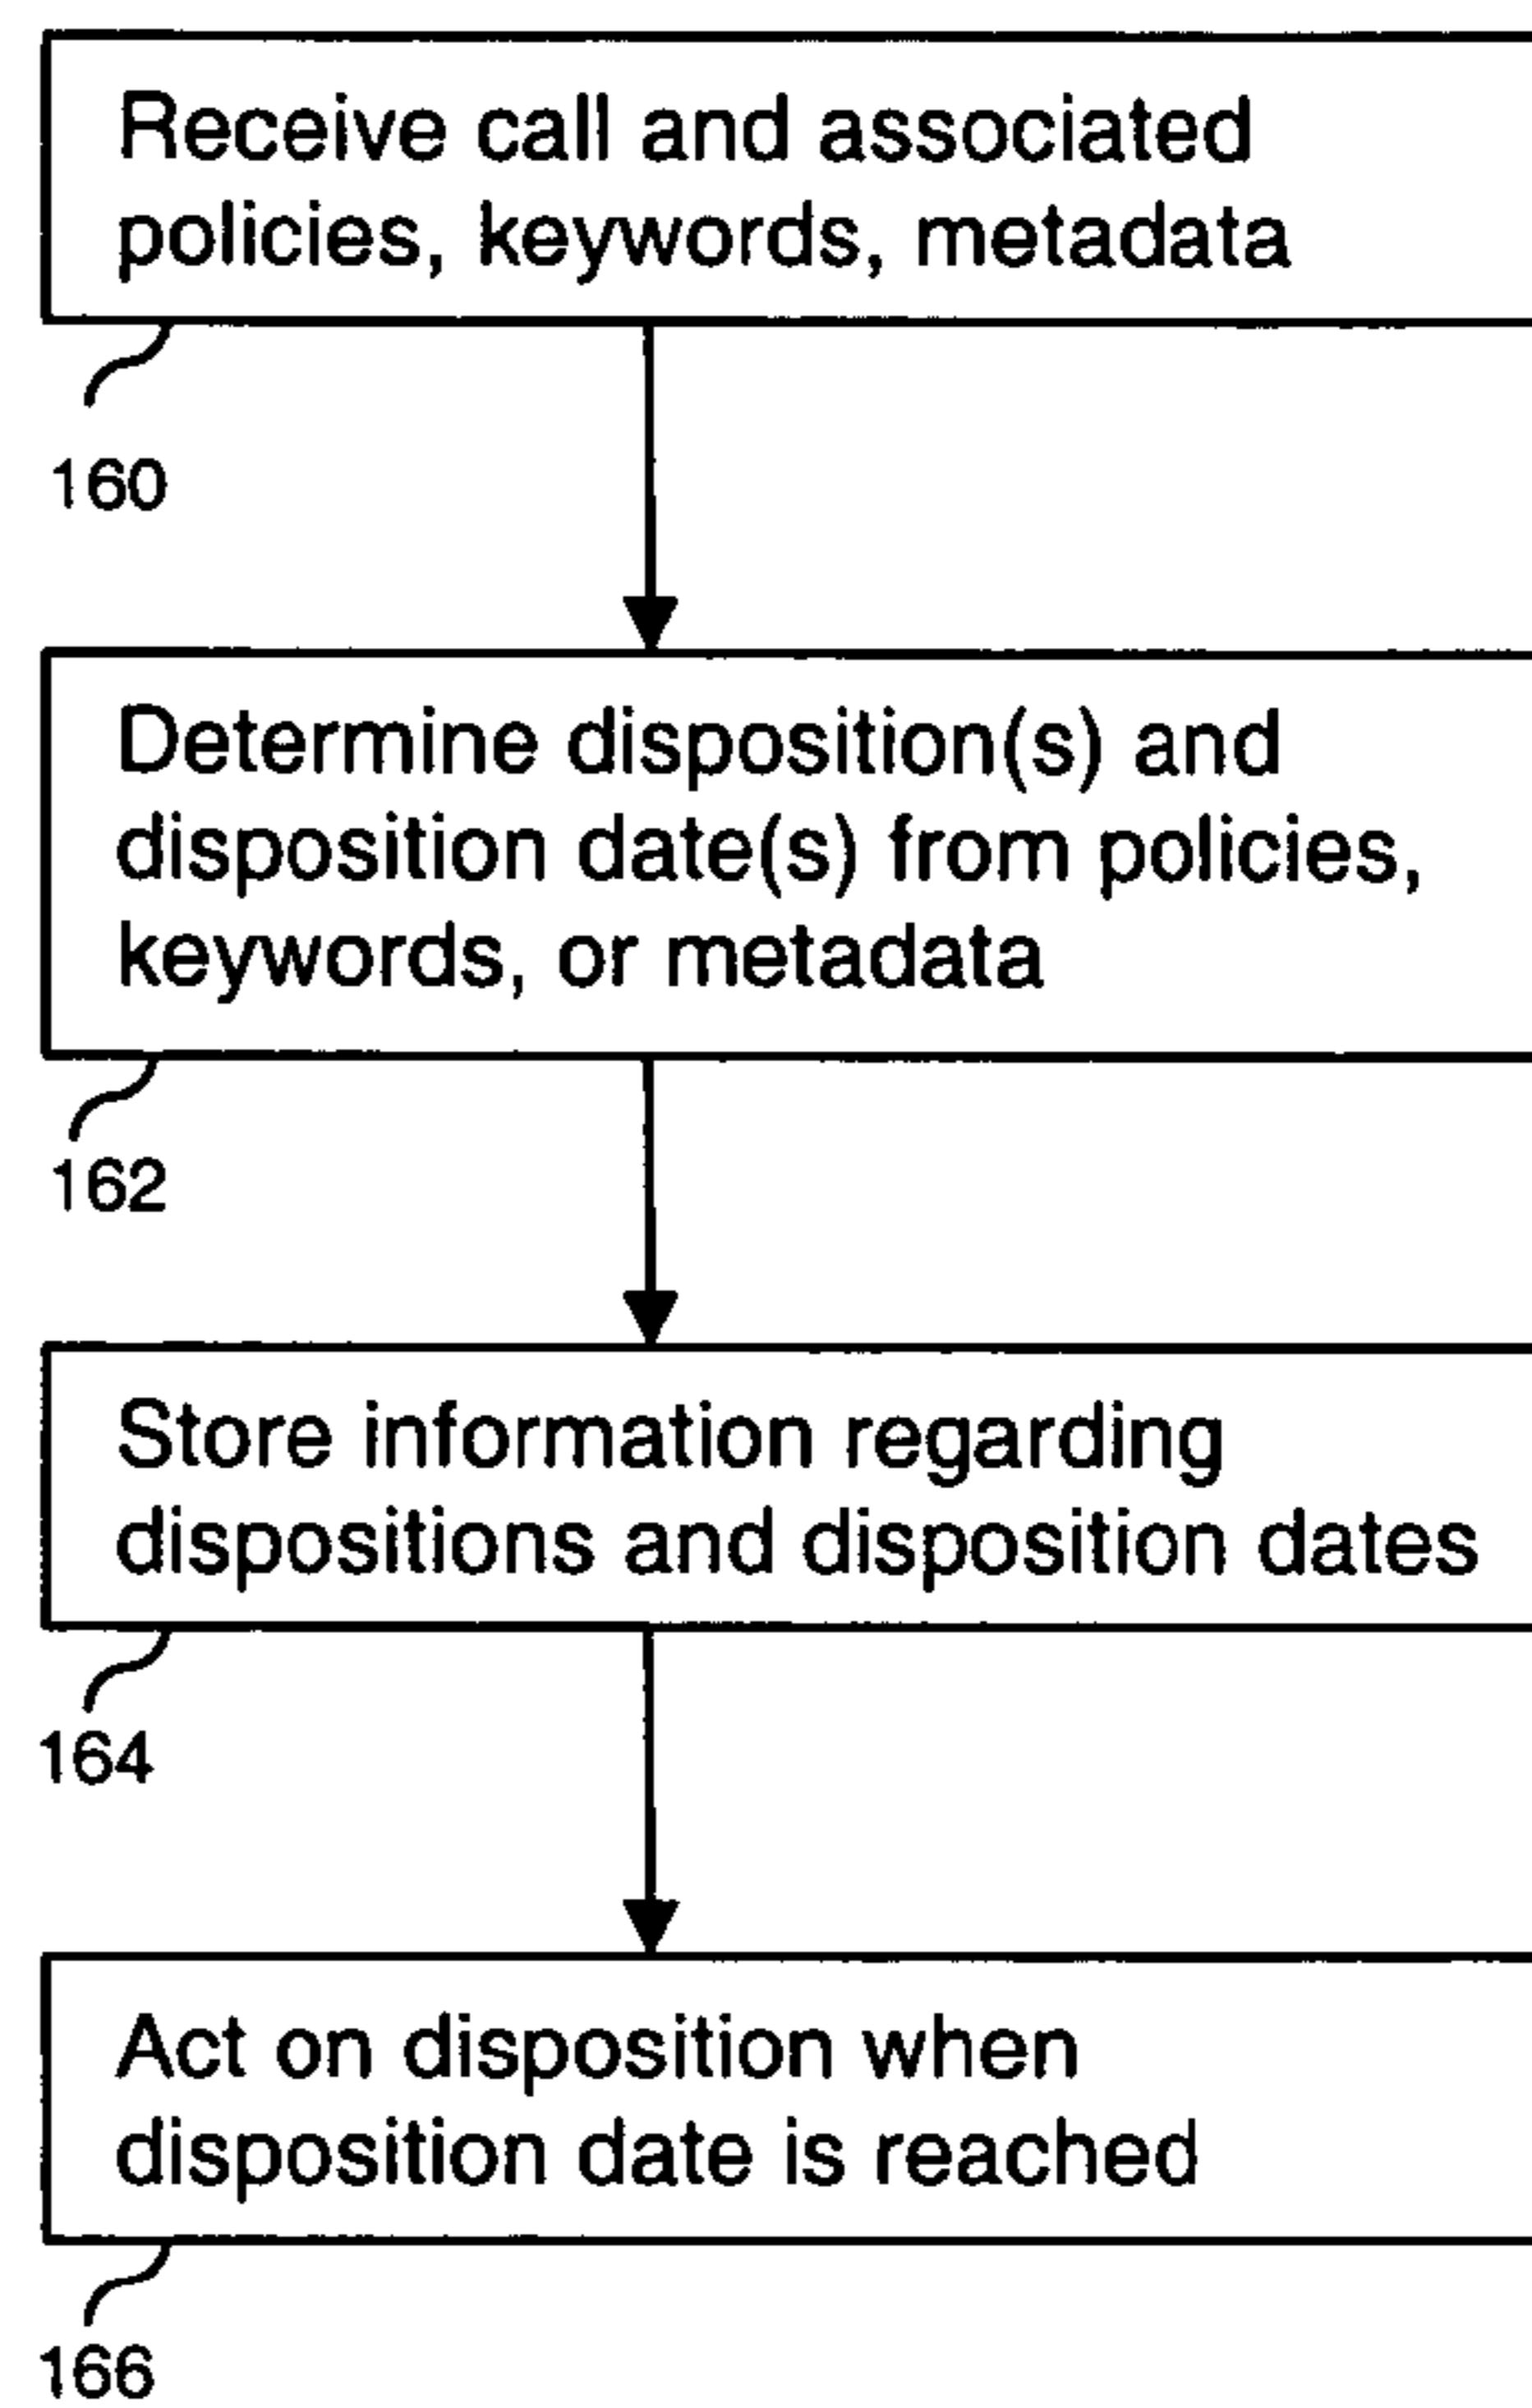 Receive call and associated
policies, keywords, metadata
160
Determine disposition(s) and
disposition date(s) from policies,
keywords, or metadata
162
Store information regarding
dispositions and disposition dates
164
Act on disposition when
disposition date is reached
166